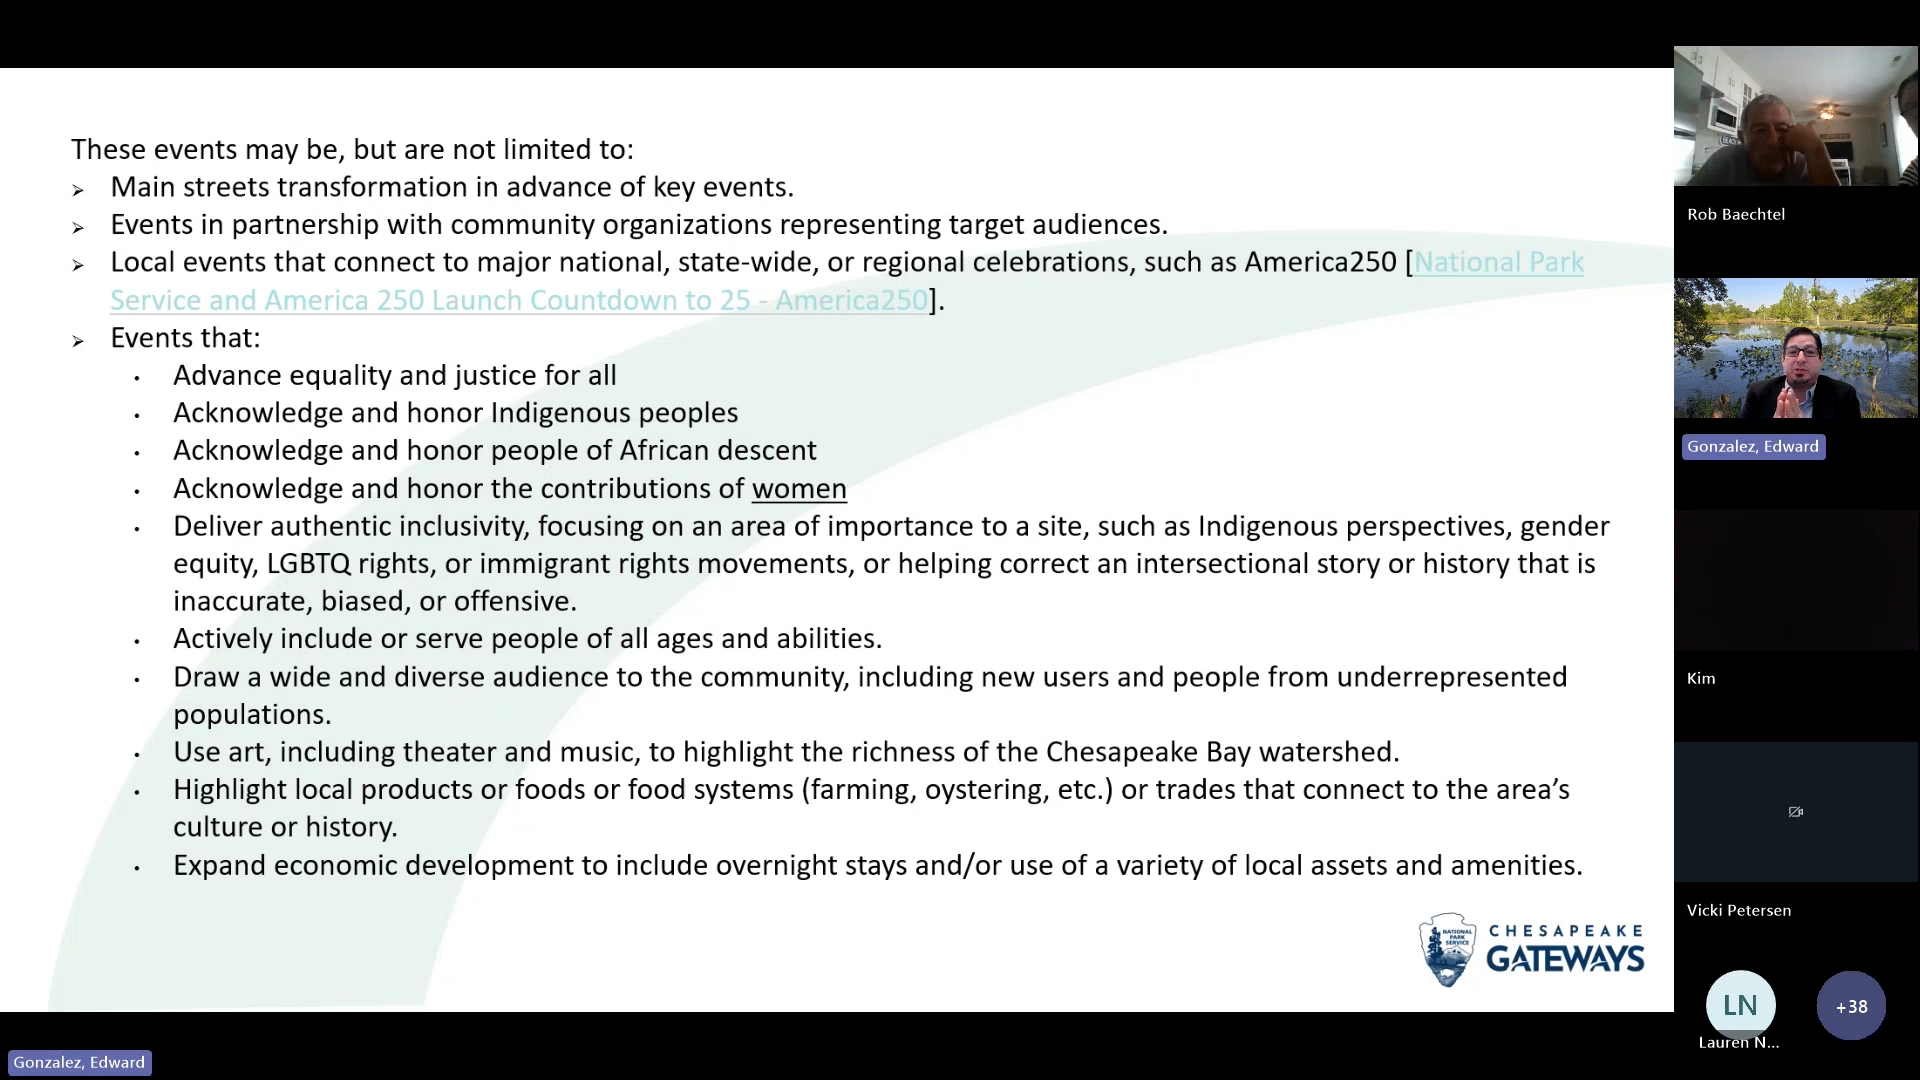 These events may be, but are not limited to:
➢ Main streets transformation in advance of key events.
➢ Events in partnership with community organizations representing target audiences.
➢ Local events that connect to major national, state-wide, or regional celebrations, such as America250 [National Park
Service and America 250 Launch Countdown to 25 - America250].
➢ Events that:
• Advance equality and justice for all
• Acknowledge and honor Indigenous peoples
• Acknowledge and honor people of African descent
• Acknowledge and honor the contributions of women
• Deliver authentic inclusivity, focusing on an area of importance to a site, such as Indigenous perspectives, gender
equity, LGBTQ rights, or immigrant rights movements, or helping correct an intersectional story or history that is
inaccurate, biased, or offensive.
• Actively include or serve people of all ages and abilities.
• Draw a wide and diverse audience to the community, including new users and people from underrepresented
populations.
• Use art, including theater and music, to highlight the richness of the Chesapeake Bay watershed.
• Highlight local products or foods or food systems (farming, oystering, etc.) or trades that connect to the area’s
culture or history.
• Expand economic development to include overnight stays and/or use of a variety of local assets and amenities.
NATIONAL
PARK
SERVICE
CHESAPEAKE
GATEWAYS
Rob Baechtel
Gonzalez, Edward
Kim
Vicki Petersen
LN
+38
Lauren N...
Gonzalez, Edward